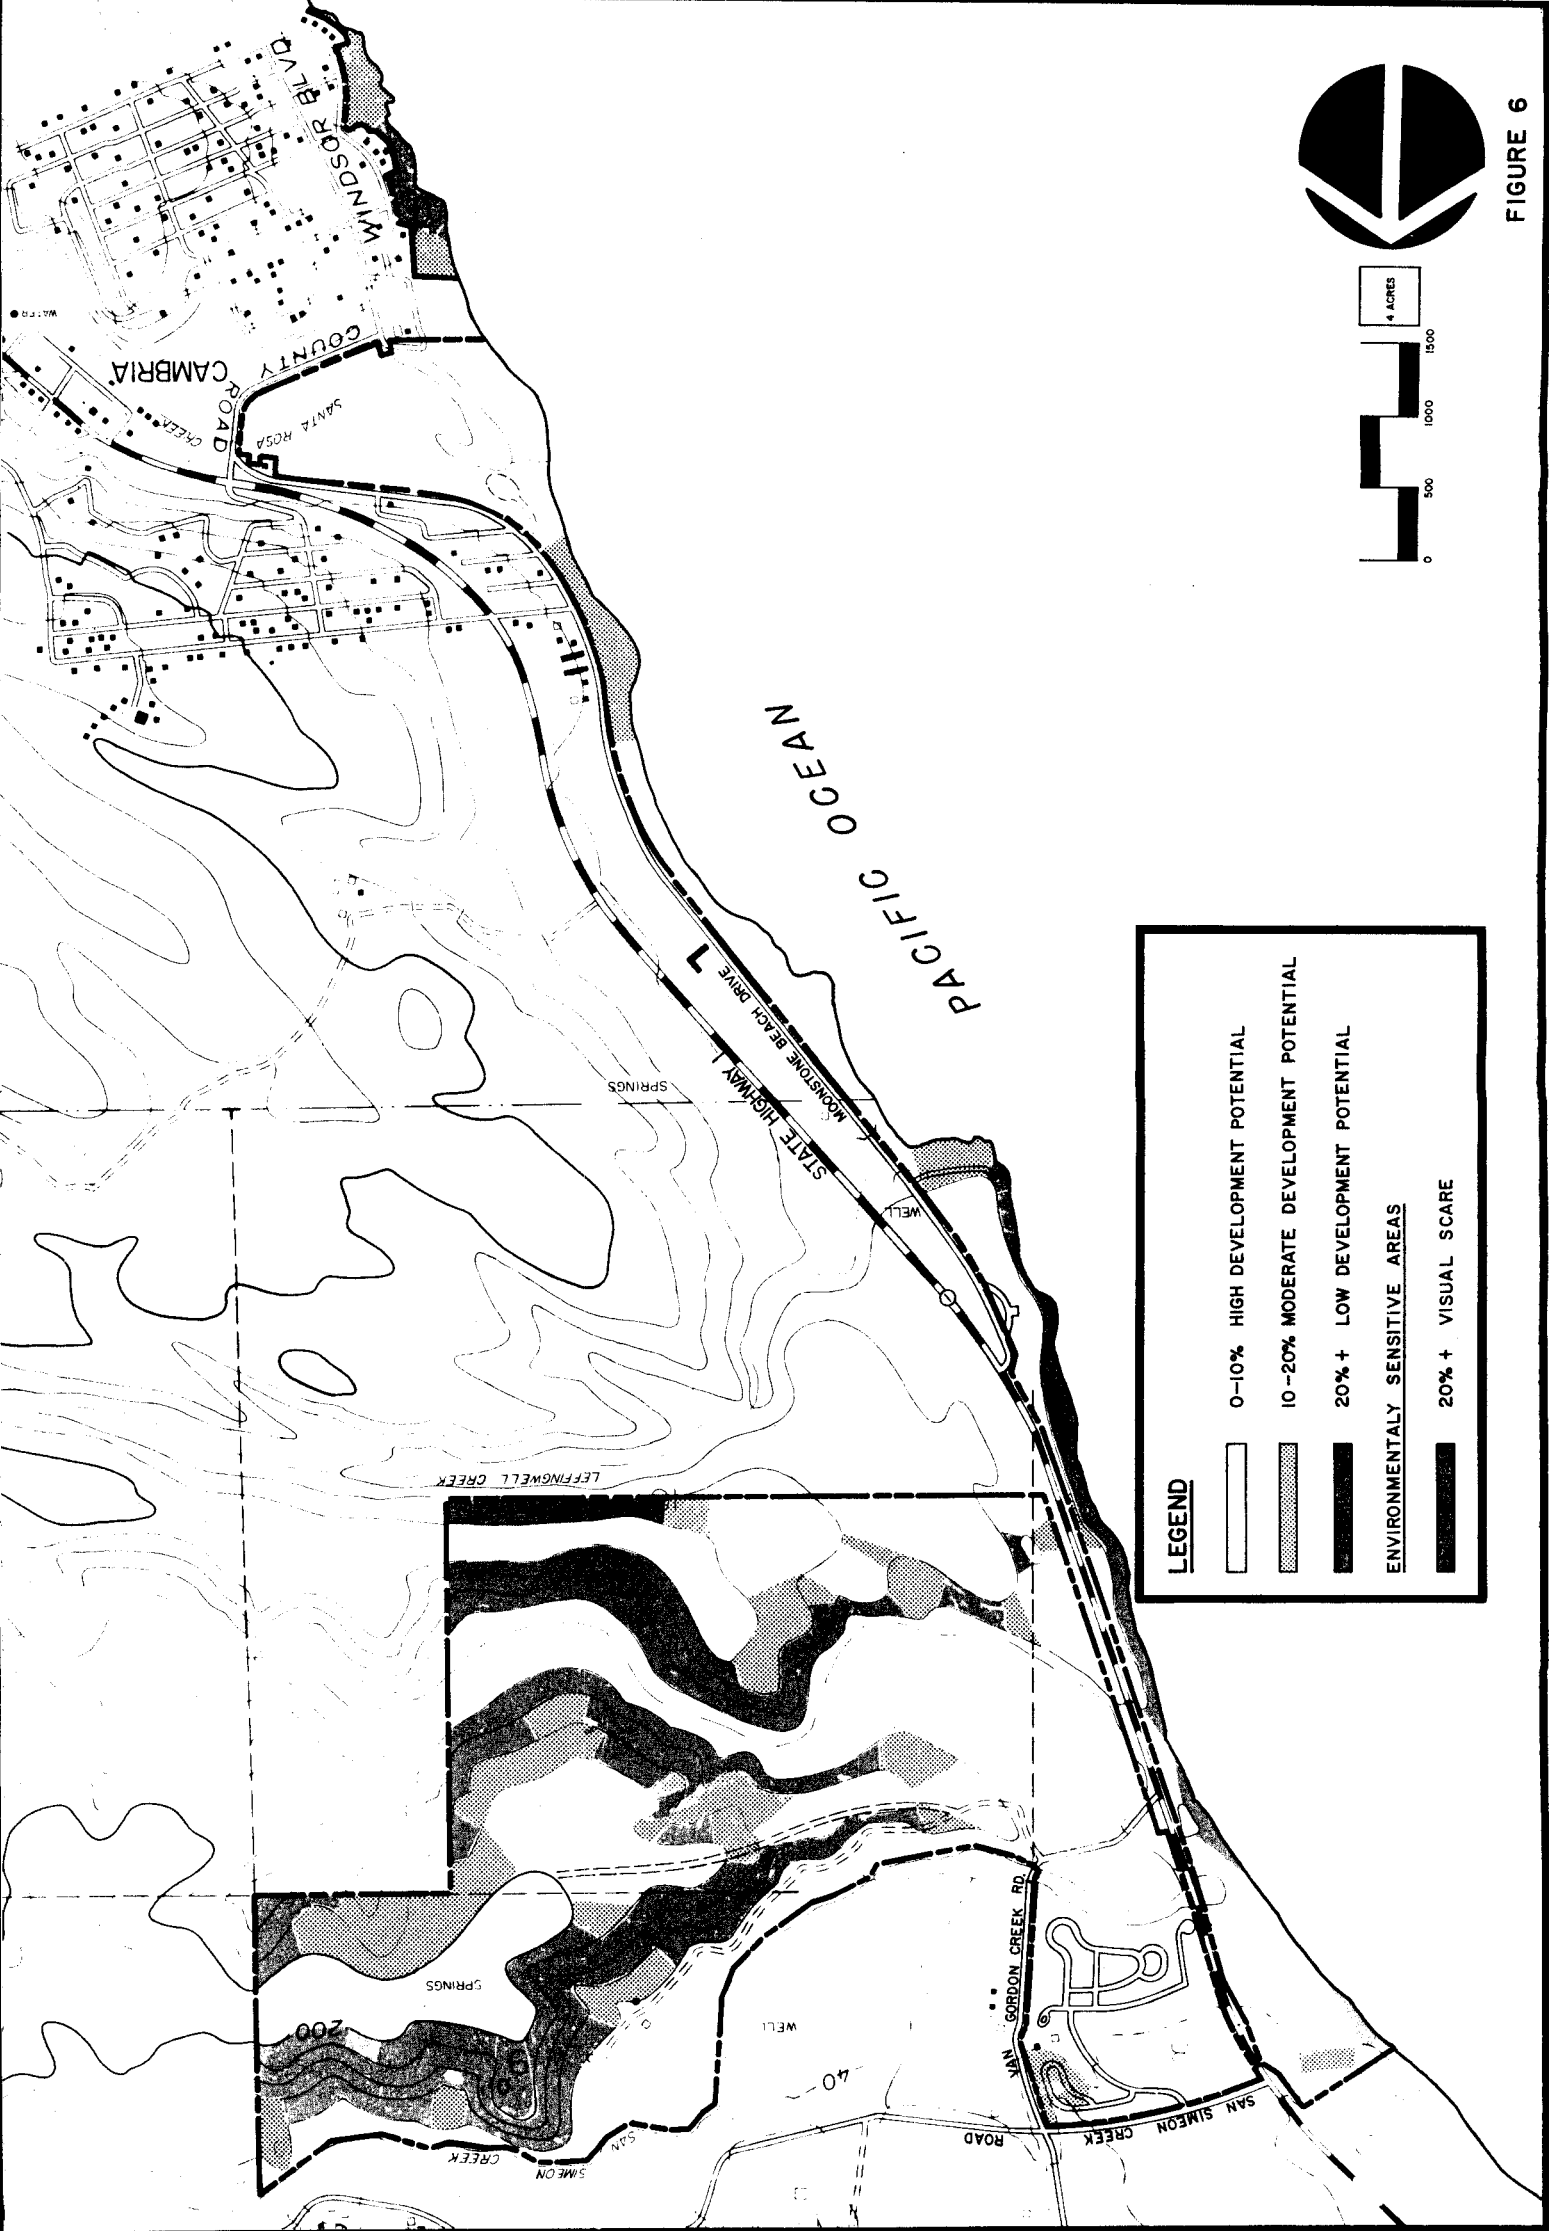 WATER
CAMBRIA
COUNTY
ROAD
WINDSOR BLVD
CREEK
SANTA ROSA
PACIFIC OCEAN
1
MOONSTONE BEACH DRIVE
STATE HIGHWAY 1
SPRINGS
WELL
LEFFINGWELL CREEK
SPRINGS
200
WELL
40
VAN GORDON CREEK RD
SAN SIMEON CREEK
ROAD
SAN
SIMEON
CREEK
LEGEND
0-10% HIGH DEVELOPMENT POTENTIAL
10-20% MODERATE DEVELOPMENT POTENTIAL
20% + LOW DEVELOPMENT POTENTIAL
ENVIRONMENTALY SENSITIVE AREAS
20% + VISUAL SCARE
0 500 1000 1500
4 ACRES
FIGURE 6